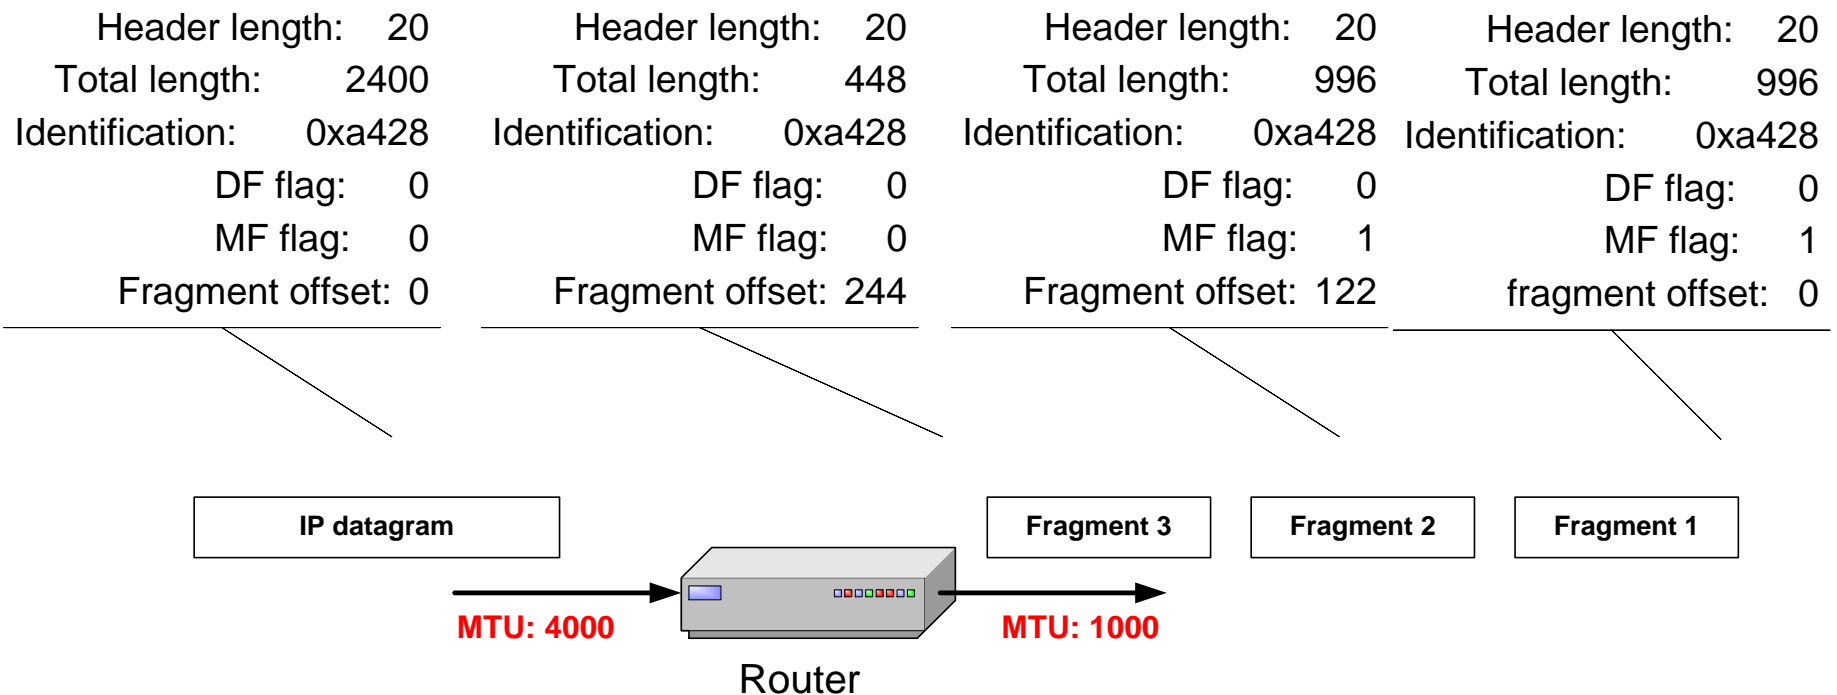 Header length: 20
Total length: 2400
Identification: 0xa428
DF flag: 0
MF flag: 0
Fragment offset: 0
Header length: 20
Total length: 448
Identification: 0xa428
DF flag: 0
MF flag: 0
Fragment offset: 244
Header length: 20
Total length: 996
Identification: 0xa428
DF flag: 0
MF flag: 1
Fragment offset: 122
Header length: 20
Total length: 996
Identification: 0xa428
DF flag: 0
MF flag: 1
fragment offset: 0
IP datagram
Fragment 3
Fragment 2
Fragment 1
MTU: 4000
MTU: 1000
Router